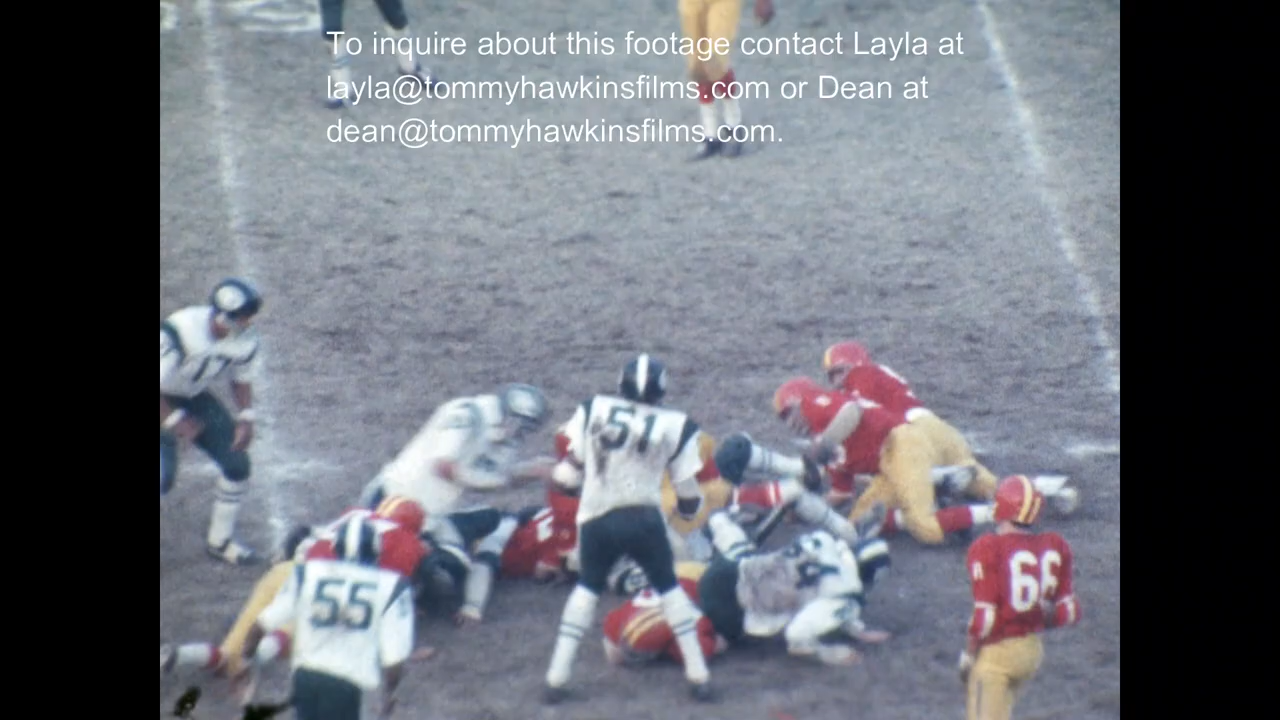 To inquire about this footage contact Layla at
layla@tommyhawkinsfilms.com or Dean at
dean@tommyhawkinsfilms.com.
17
51
55
66